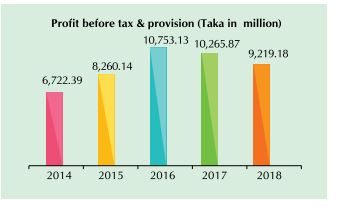 Profit before tax & provision (Taka in million)
10,753.13
10,265.87
9,219.18
8,260.14
6,722.39
2014 2015 2016 2017 2018